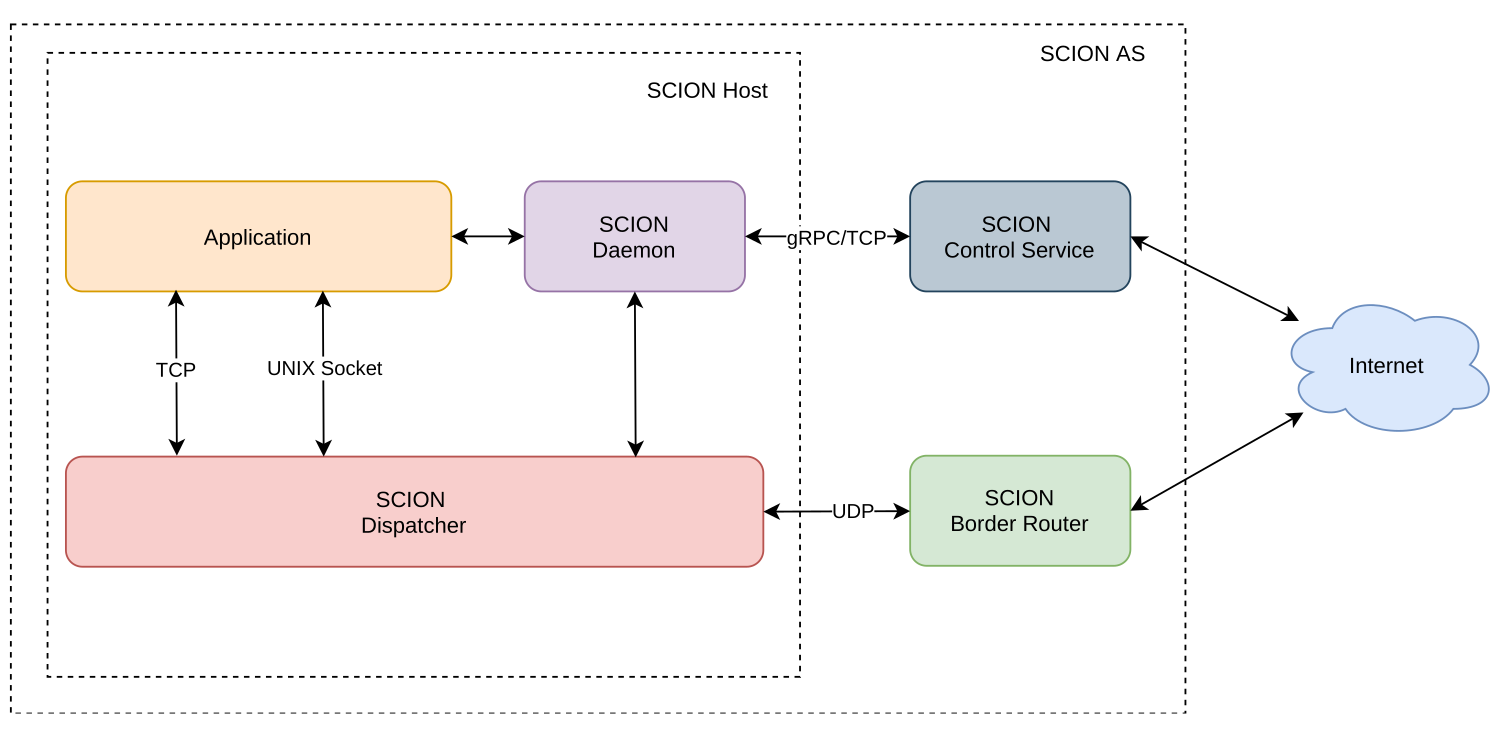 SCION AS
SCION Host
Application
SCION
Daemon
gRPC/TCP
SCION
Control Service
TCP
UNIX Socket
Internet
SCION
Dispatcher
UDP
SCION
Border Router